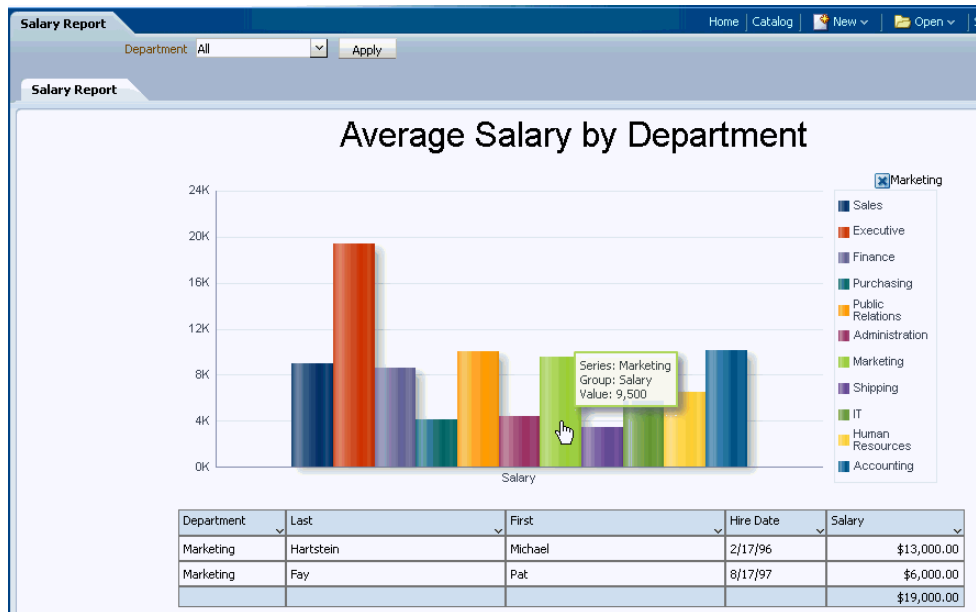 Salary Report
Home
Catalog
New
Open
Department All Apply
Salary Report
Average Salary by Department
Marketing
24K
20K
16K
12K
8K
4K
0K
Salary
Series: Marketing
Group: Salary
Value: 9,500
Sales
Executive
Finance
Purchasing
Public
Relations
Administration
Marketing
Shipping
IT
Human
Resources
Accounting
Department Last First Hire Date Salary
Marketing Hartstein Michael 2/17/96 $13,000.00
Marketing Fay Pat 8/17/97 $6,000.00
$19,000.00